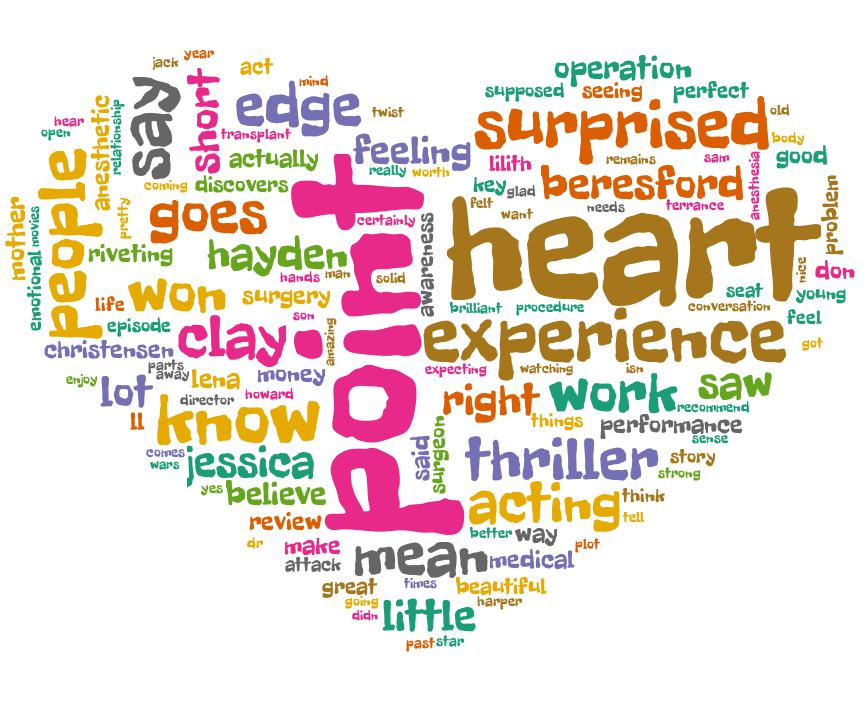 jack
year
act
mind
operation
supposed
seeing
perfect
hear
open
anesthetic
relationship
say
short
edge
twist
transplant
surprised
old
body
feeling
actually
really
worth
lilith
remains
sam
anesthesia
good
people
coming
discovers
key
glad
beresford
felt
want
needs
terrance
problem
mother
movies
emotional
pretty
goes
certainly
awareness
heart
riveting
hayden
hands
man
solid
point
nice
don
life
won
surgery
son
brilliant
procedure
seat
conversation
young
feel
episode
clay
amazing
experience
got
christensen
parts
away
enjoy
lot
lena
money
expecting
watching
isn
director
howard
right
work
saw
recommend
ll
know
things
performance
sense
comes
wars
jessica
said
surgeon
thriller
story
strong
yes
believe
acting
think
tell
review
better
way
dr
make
mean
medical
plot
attack
great
times
beautiful
going
harper
didn
little
past
star